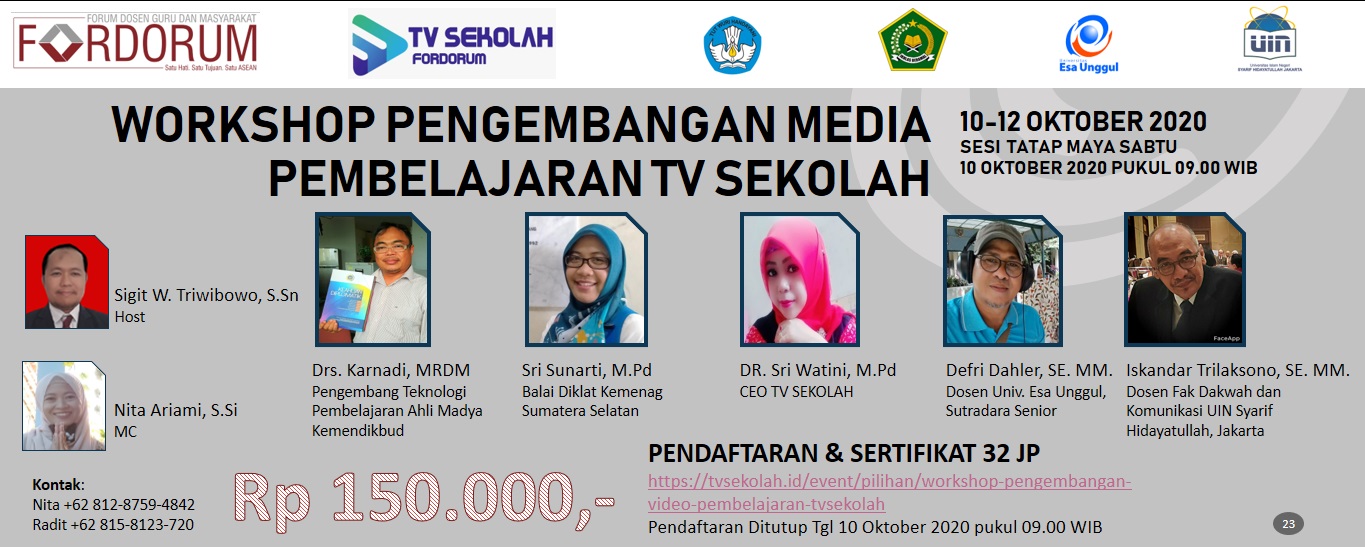 FORUM DOSEN GURU DAN MASYARAKAT
FORDORUM
Satu Hati. Satu Tujuan. Satu ASEAN
TV SEKOLAH
FORDORUM
Esa Unggul
UIN
Universitas Islam Negeri
SYARIF HIDAYATULLAH JAKARTA
WORKSHOP PENGEMBANGAN MEDIA
PEMBELAJARAN TV SEKOLAH
10-12 OKTOBER 2020
SESI TATAP MAYA SABTU
10 OKTOBER 2020 PUKUL 09.00 WIB
Sigit W. Triwibowo, S.Sn
Host
Nita Ariami, S.Si
MC
Drs. Karnadi, MRDM
Pengembang Teknologi
Pembelajaran Ahli Madya
Kemendikbud
Sri Sunarti, M.Pd
Balai Diklat Kemenag
Sumatera Selatan
DR. Sri Watini, M.Pd
CEO TV SEKOLAH
Defri Dahler, SE. MM.
Dosen Univ. Esa Unggul,
Sutradara Senior
FaceApp
Iskandar Trilaksono, SE. MM.
Dosen Fak Dakwah dan
Komunikasi UIN Syarif
Hidayatullah, Jakarta
Kontak:
Nita +62 812-8759-4842
Radit +62 815-8123-720
Rp 150.000,-
PENDAFTARAN & SERTIFIKAT 32 JP
https://tvsekolah.id/event/pilihan/workshop-pengembangan-
video-pembelajaran-tvsekolah
Pendaftaran Ditutup Tgl 10 Oktober 2020 pukul 09.00 WIB
23